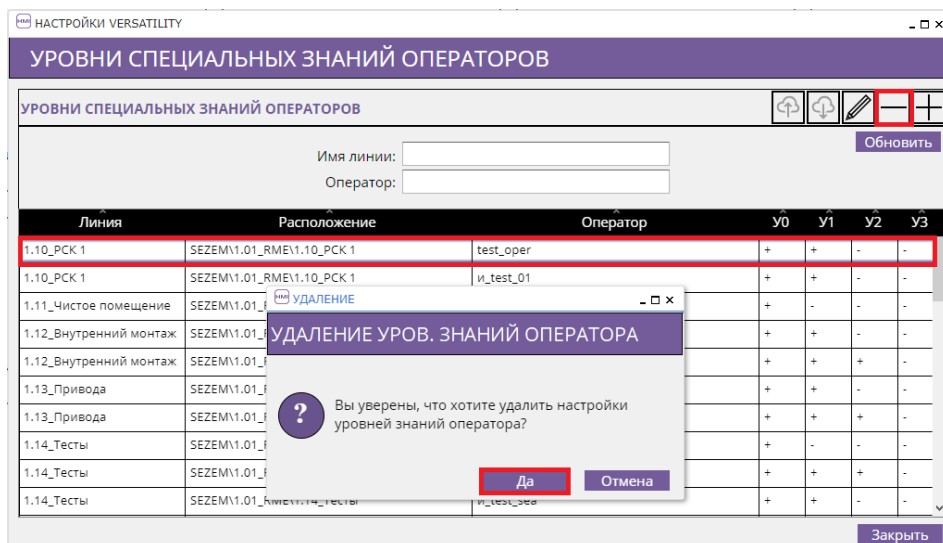 НАСТРОЙКИ VERSATILITY
УРОВНИ СПЕЦИАЛЬНЫХ ЗНАНИЙ ОПЕРАТОРОВ
УРОВНИ СПЕЦИАЛЬНЫХ ЗНАНИЙ ОПЕРАТОРОВ
Обновить
Имя линии:
Оператор:
Линия Расположение Оператор У0 У1 У2 У3
1.10_РСК 1 SEZEM\1.01_RME\1.10_РСК 1 test_oper + + - -
1.10_РСК 1 SEZEM\1.01_RME\1.10_РСК 1 и_test_01 + + - -
1.11_Чистое помещение SEZEM\1.01_ + - - -
1.12_Внутренний монтаж SEZEM\1.01_ + + - -
1.12_Внутренний монтаж SEZEM\1.01_ + + + -
1.13_Привода SEZEM\1.01_ + + - -
1.13_Привода SEZEM\1.01_ + + + -
1.14_Тесты SEZEM\1.01_ + - - -
1.14_Тесты SEZEM\1.01_ + + + -
1.14_Тесты SEZEM\1.01_RME\1.14_Тесты и_test_sea + + - -
HMI УДАЛЕНИЕ
УДАЛЕНИЕ УРОВ. ЗНАНИЙ ОПЕРАТОРА
?
Вы уверены, что хотите удалить настройки
уровней знаний оператора?
Да Отмена
Закрыть